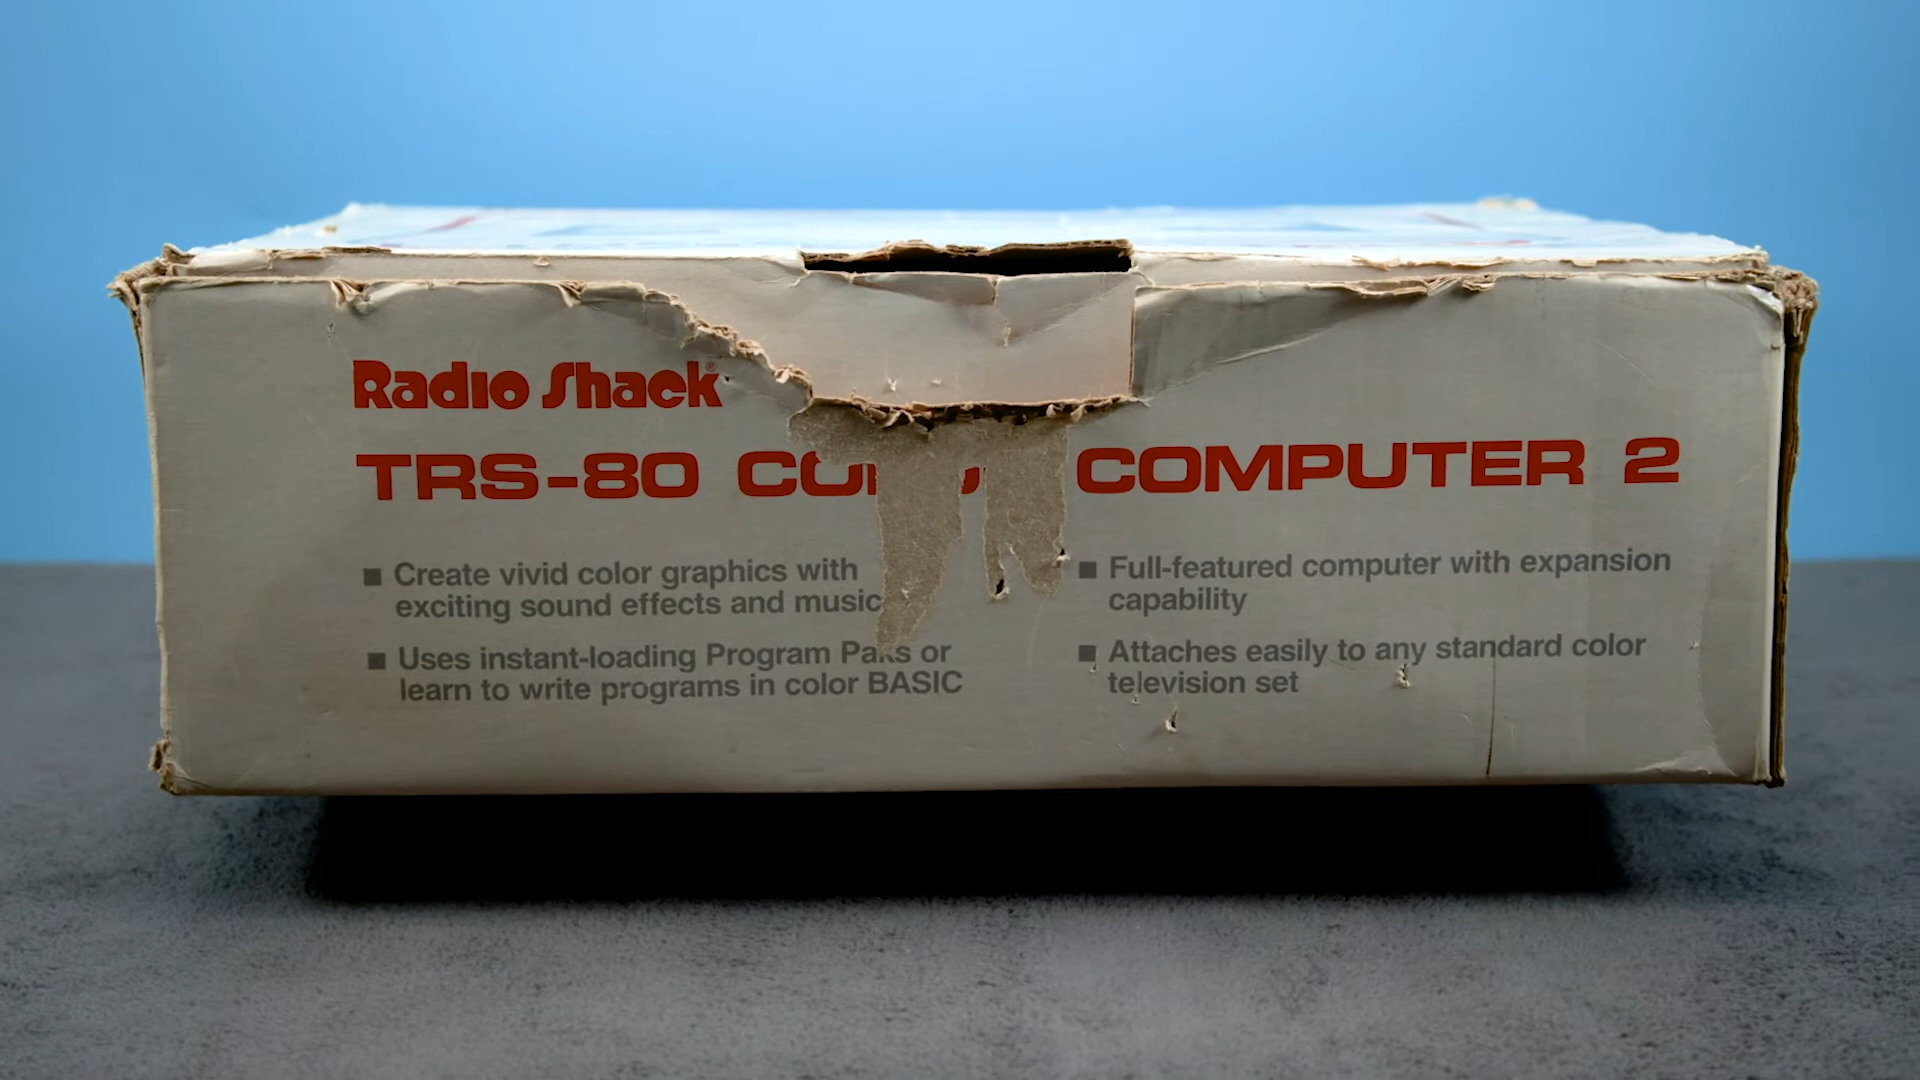 Radio Shack®
TRS-80 COLOR COMPUTER 2
■ Create vivid color graphics with
exciting sound effects and music
■ Uses instant-loading Program Paks or
learn to write programs in color BASIC
■ Full-featured computer with expansion
capability
■ Attaches easily to any standard color
television set